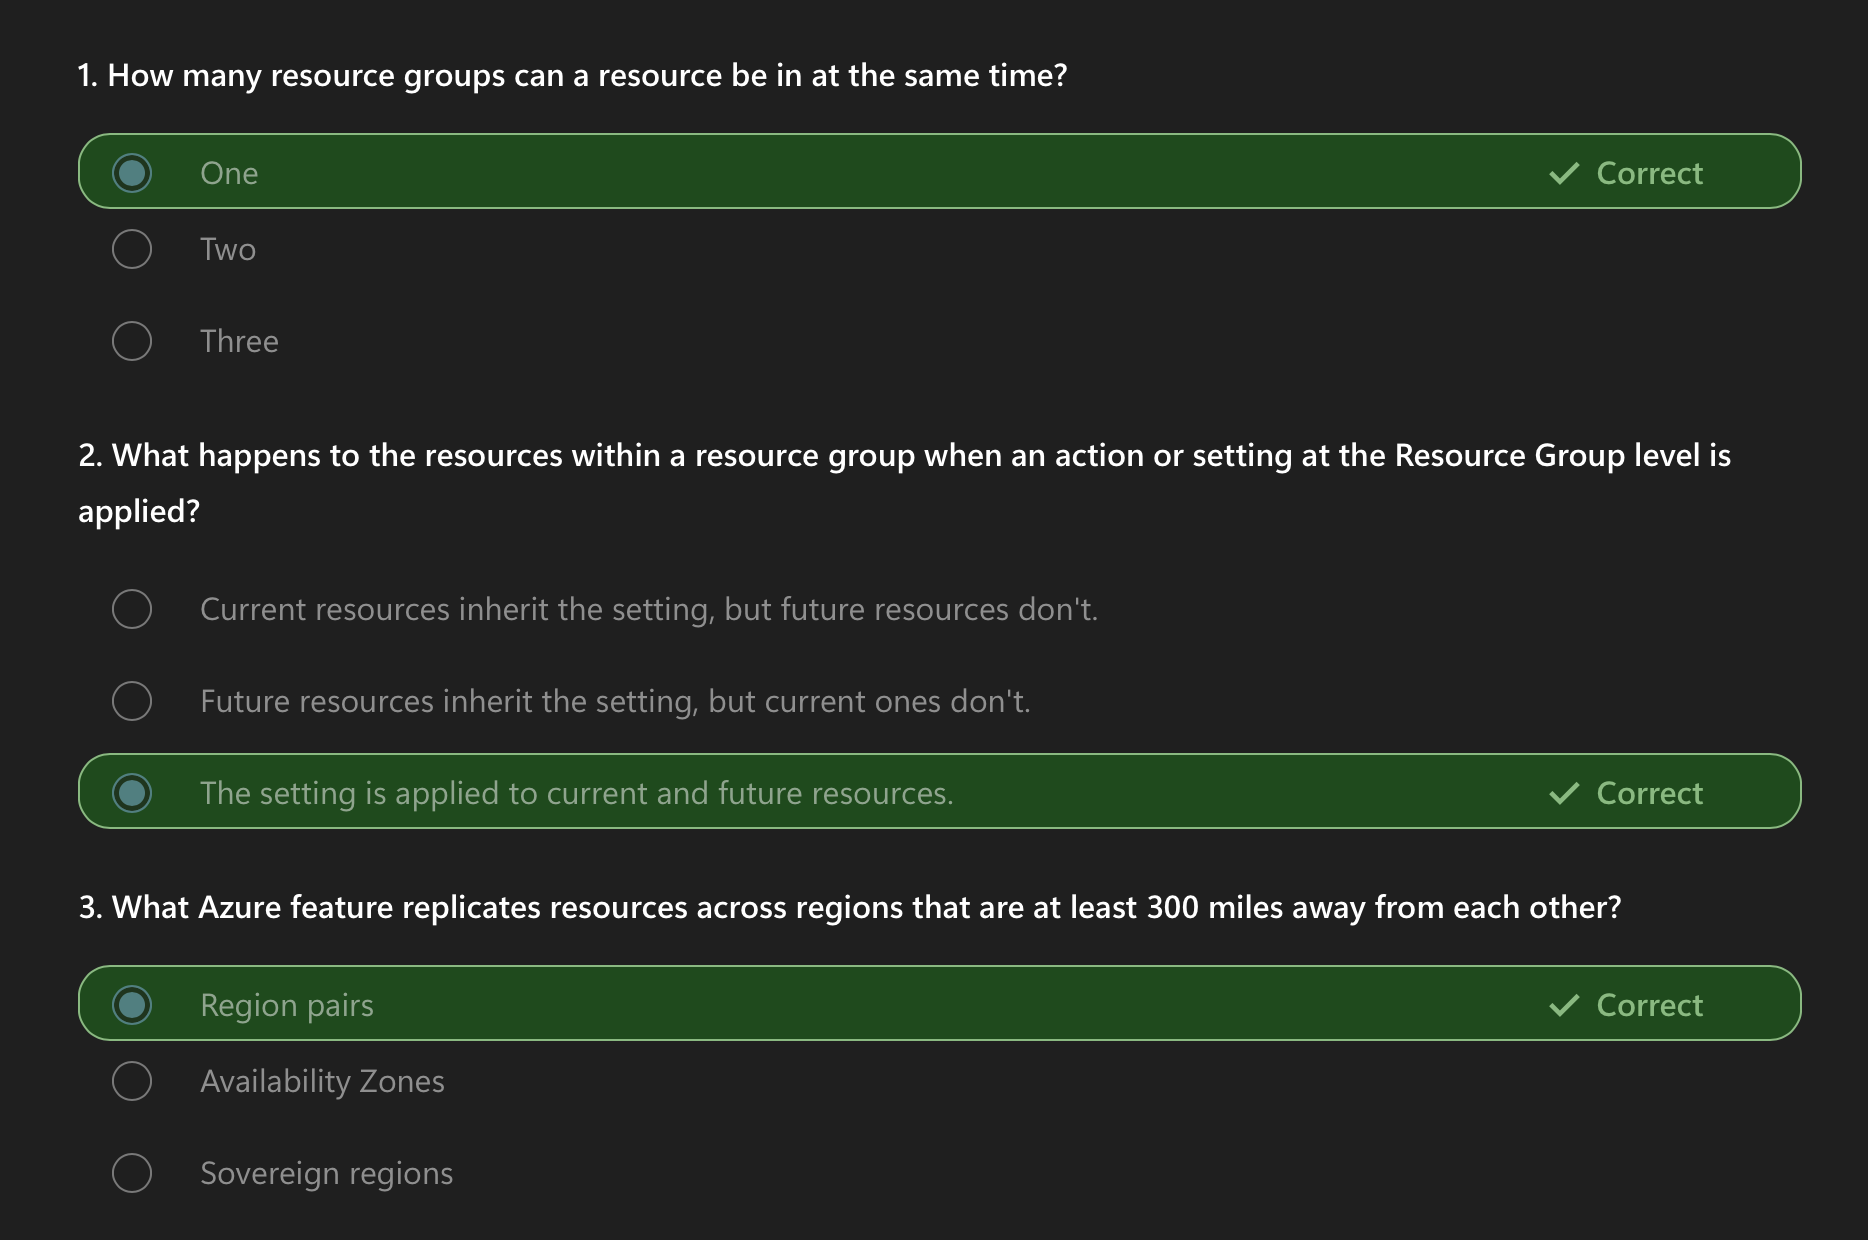 1. How many resource groups can a resource be in at the same time?
One
Correct
Two
Three
2. What happens to the resources within a resource group when an action or setting at the Resource Group level is
applied?
Current resources inherit the setting, but future resources don't.
Future resources inherit the setting, but current ones don't.
The setting is applied to current and future resources.
Correct
3. What Azure feature replicates resources across regions that are at least 300 miles away from each other?
Region pairs
Correct
Availability Zones
Sovereign regions